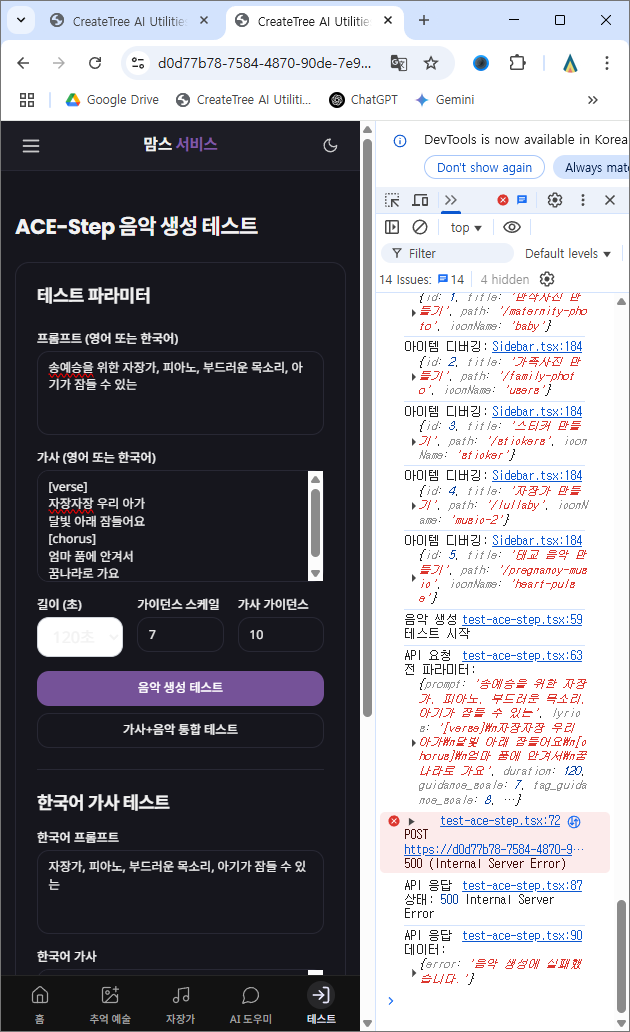 CreateTree AI Utilitie
CreateTree AI Utilitie
d0d77b78-7584-4870-90de-7e9...
Google Drive
CreateTree AI Utiliti...
ChatGPT
Gemini
맘스 서비스
ACE-Step 음악 생성 테스트
테스트 파라미터
프롬프트 (영어 또는 한국어)
송예승을 위한 자장가, 피아노, 부드러운 목소리, 아
기가 잠들 수 있는
가사 (영어 또는 한국어)
[verse]
자장자장 우리 아가
달빛 아래 잠들어요
[chorus]
엄마 품에 안겨서
꿈나라로 가요
길이 (초)
가이던스 스케일
가사 가이던스
120초
7
10
음악 생성 테스트
가사+음악 통합 테스트
한국어 가사 테스트
한국어 프롬프트
자장가, 피아노, 부드러운 목소리, 아기가 잠들 수 있
는
한국어 가사
홈
추억 예술
자장가
AI 도우미
테스트
DevTools is now available in Korea
Don't show again
Always mat
top
Filter
Default levels
14 Issues:
14
4 hidden
{id: 1, title: '만삭사진 만
들기', path: '/maternity-pho
to', iconName: 'baby'}
아이템 디버깅: Sidebar.tsx:184
{id: 2, title: '가족사진 만
들기', path: '/family-phot
o', iconName: 'users'}
아이템 디버깅: Sidebar.tsx:184
{id: 3, title: '스티커 만들
기', path: '/stickers', icon
Name: 'sticker'}
아이템 디버깅: Sidebar.tsx:184
{id: 4, title: '자장가 만들
기', path: '/lullaby', iconN
ame: 'music-2'}
아이템 디버깅: Sidebar.tsx:184
{id: 5, title: '태교 음악 만
들기', path: '/pregnancy-mu
sic', iconName: 'heart-pul
se'}
음악 생성 test-ace-step.tsx:59
테스트 시작
API 요청 test-ace-step.tsx:63
전 파라미터:
{prompt: '송예승을 위한 자장
가, 피아노, 부드러운 목소리,
아기가 잠들 수 있는', lyri
cs: '[verse]₩n자장자장 우리
아가₩n달빛 아래 잠들어요₩n[c
horus]₩n엄마 품에 안겨서₩n꿈
나라로 가요', duration: 120,
guidance_scale: 7, tag_guida
nce_scale: 8, …}
test-ace-step.tsx:72
POST
https://d0d77b78-7584-4870-9…
500 (Internal Server Error)
API 응답 test-ace-step.tsx:87
상태: 500 Internal Server
Error
API 응답 test-ace-step.tsx:90
데이터:
{error: '음악 생성에 실패했
습니다.'}